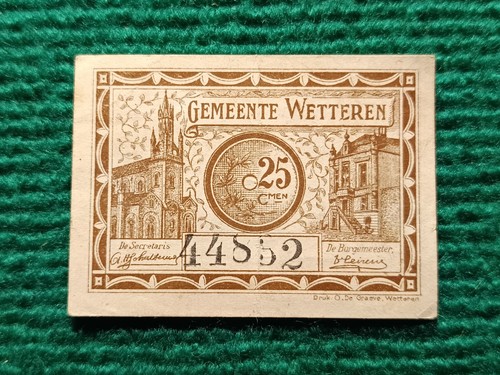 GEMEENTE WETTEREN
25
CMEN
De Secretaris
De Burgemeester.
44852
Druk. O. De Graeve, Wetteren